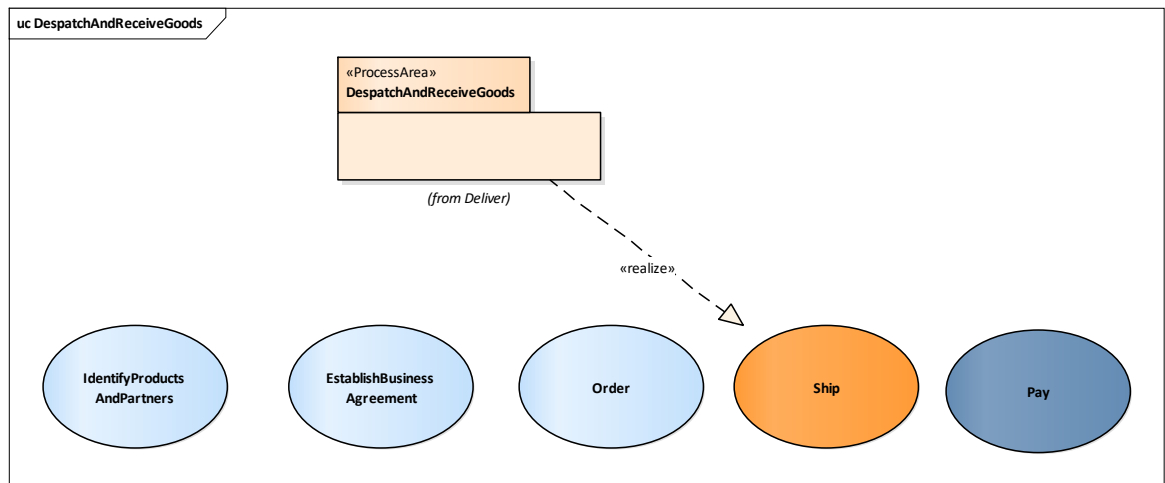 uc DespatchAndReceiveGoods
«ProcessArea»
DespatchAndReceiveGoods
(from Deliver)
«realize»
IdentifyProducts
AndPartners
EstablishBusiness
Agreement
Order
Ship
Pay